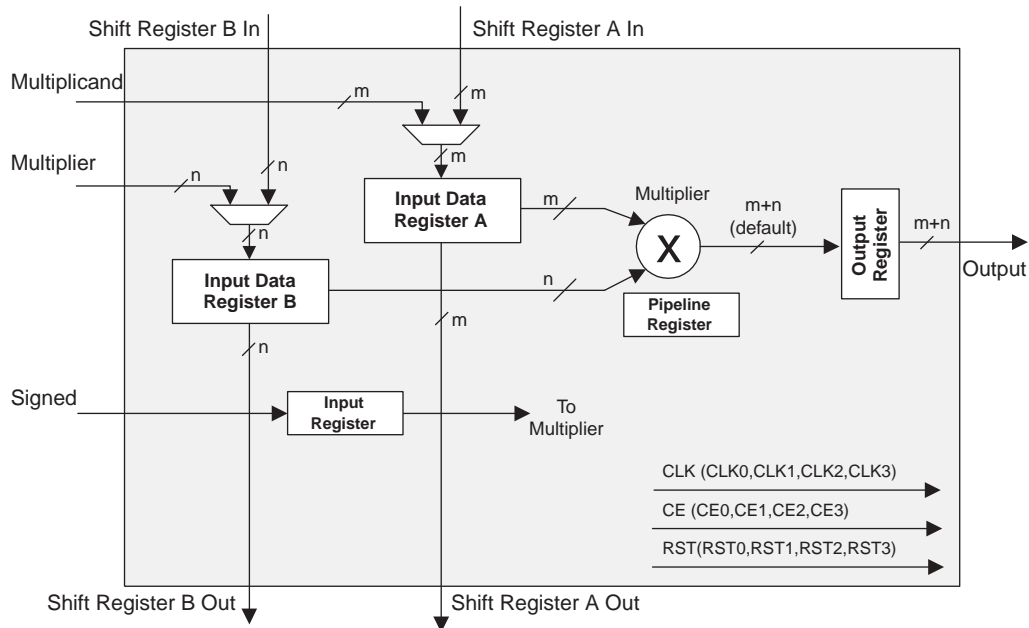 Shift Register B In
Shift Register A In
Multiplicand
m
m
Multiplier
n
n
m
Input Data
Register A
m
Multiplier
m+n
(default)
Output
Register
m+n
Output
n
Input Data
Register B
n
X
Pipeline
Register
m
n
Signed
Input
Register
To
Multiplier
CLK (CLK0,CLK1,CLK2,CLK3)
CE (CE0,CE1,CE2,CE3)
RST(RST0,RST1,RST2,RST3)
Shift Register B Out
Shift Register A Out